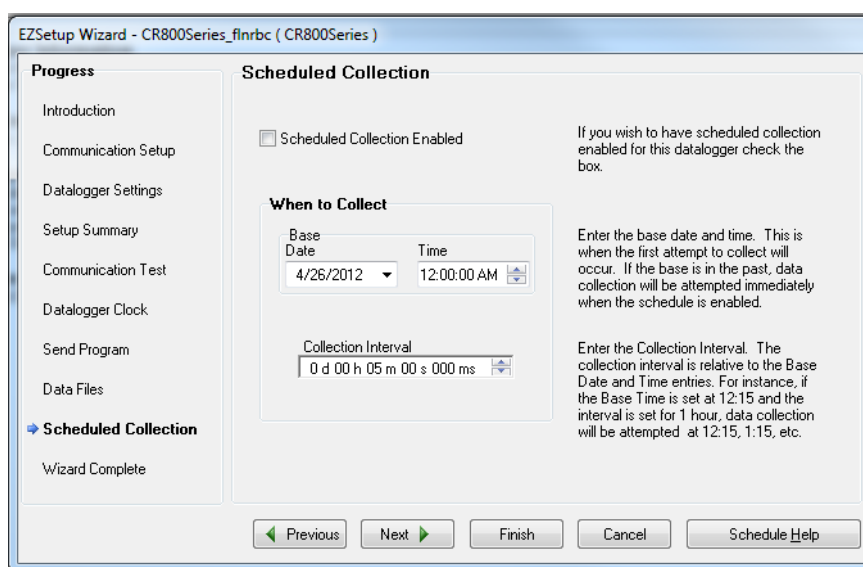 EZSetup Wizard - CR800Series_flnrbc ( CR800Series )
Progress
Introduction
Communication Setup
Datalogger Settings
Setup Summary
Communication Test
Datalogger Clock
Send Program
Data Files
Scheduled Collection
Wizard Complete
Scheduled Collection
Scheduled Collection Enabled
If you wish to have scheduled collection
enabled for this datalogger check the
box.
When to Collect
Base
Date Time
4/26/2012 12:00:00 AM
Enter the base date and time. This is
when the first attempt to collect will
occur. If the base is in the past, data
collection will be attempted immediately
when the schedule is enabled.
Collection Interval
0 d 00 h 05 m 00 s 000 ms
Enter the Collection Interval. The
collection interval is relative to the Base
Date and Time entries. For instance, if
the Base Time is set at 12:15 and the
interval is set for 1 hour, data collection
will be attempted at 12:15, 1:15, etc.
Previous Next Finish Cancel Schedule Help